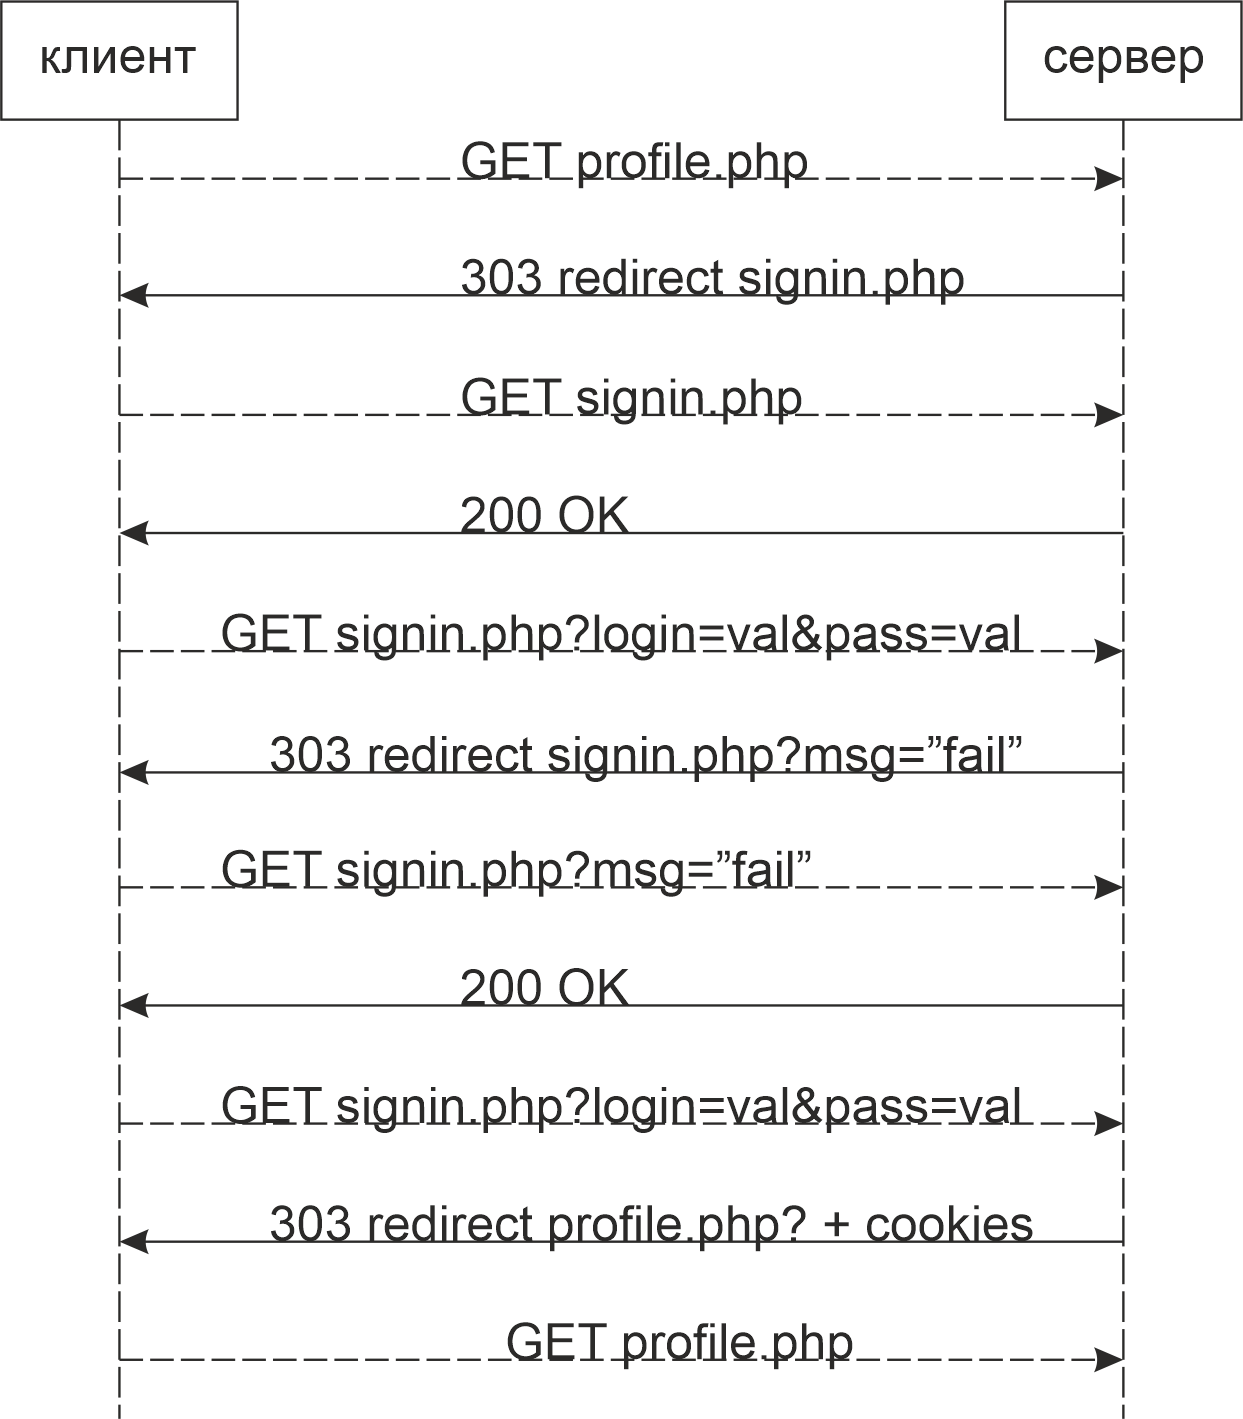 клиент
сервер
GET profile.php
303 redirect signin.php
GET signin.php
200 OK
GET signin.php?login=val&pass=val
303 redirect signin.php?msg=”fail”
GET signin.php?msg=”fail”
200 OK
GET signin.php?login=val&pass=val
303 redirect profile.php? + cookies
GET profile.php